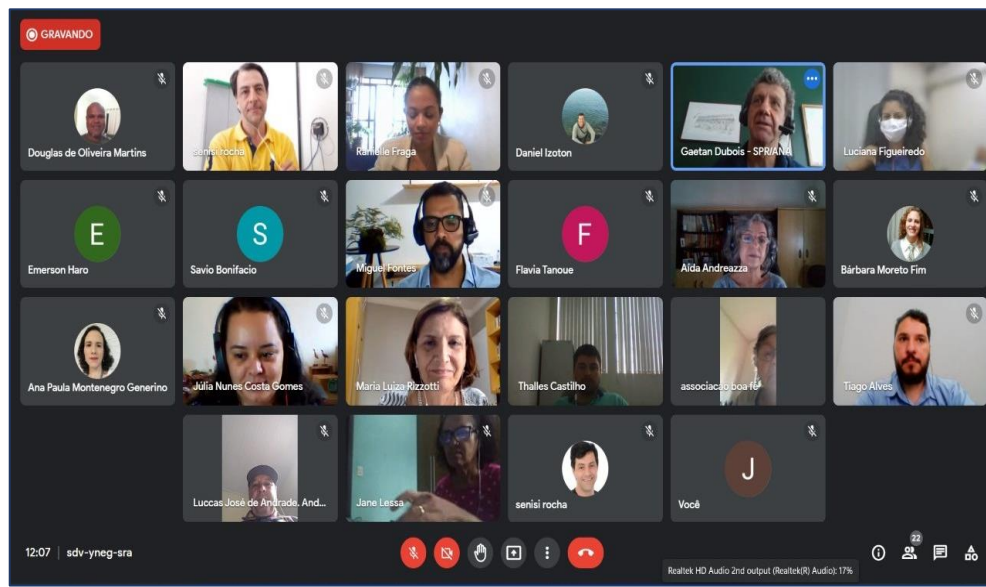 GRAVANDO
Douglas de Oliveira Martins
senisi rocha
Ranielle Fraga
Daniel Izoton
Gaetan Dubois - SPR/ANA
Luciana Figueiredo
E
Emerson Haro
S
Savio Bonifacio
Miguel Fontes
F
Flavia Tanoue
Aída Andreazza
Bárbara Moreto Fim
Ana Paula Montenegro Generino
Júlia Nunes Costa Gomes
Maria Luiza Rizzotti
Thalles Castilho
associacão boa fé
Tiago Alves
Luccas José de Andrade. And...
Jane Lessa
senisi rocha
J
Você
12:07 | sdv-yneg-sra
22
Realtek HD Audio 2nd output (Realtek(R) Audio): 17%